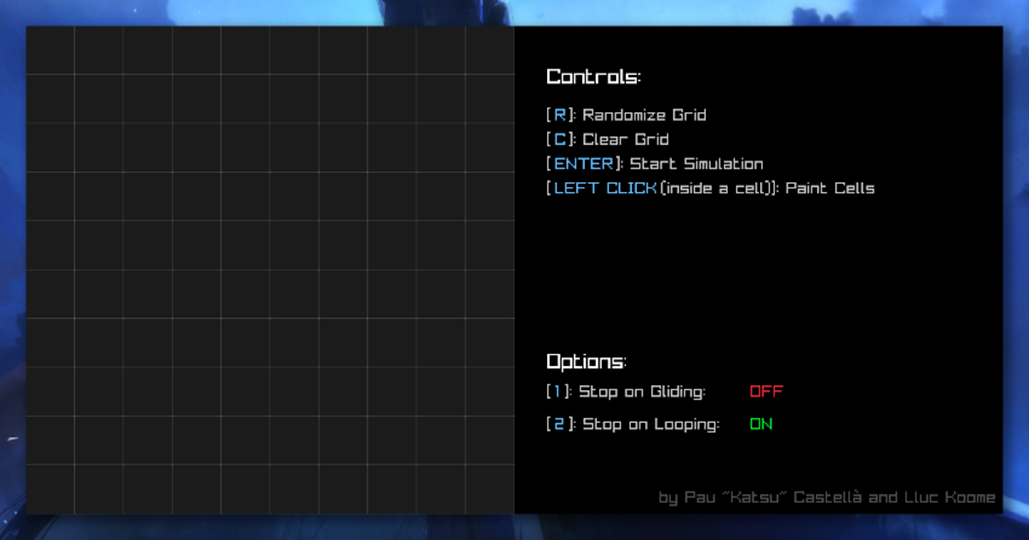 Controls:
[R]: Randomize Grid
[C]: Clear Grid
[ENTER]: Start Simulation
[LEFT CLICK(inside a cell)]: Paint Cells
Options:
[1]: Stop on Gliding: OFF
[2]: Stop on Looping: ON
by Pau "Katsu" Castellà and Lluc Koome